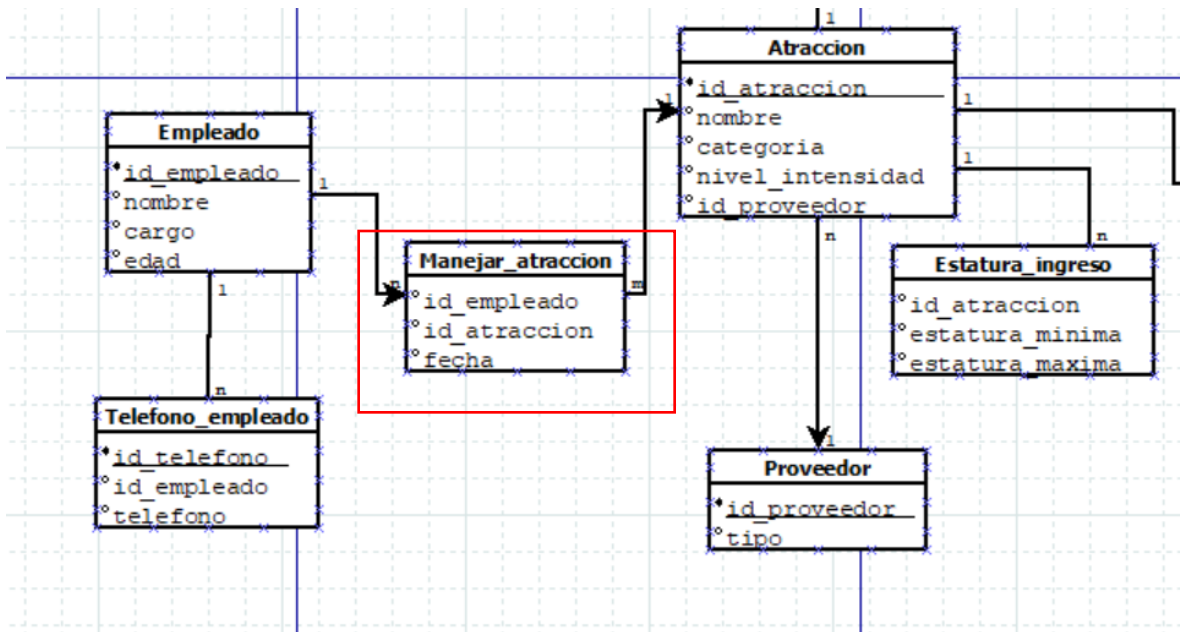 1
Atraccion
id_atraccion
nombre
categoria
nivel_intensidad
id_proveedor
1
1
1
n
Empleado
id_empleado
nombre
cargo
edad
1
1
Manejar_atraccion
id_empleado
id_atraccion
fecha
n
m
n
Estatura_ingreso
id_atraccion
estatura_minima
estatura_maxima
n
Telefono_empleado
id_telefono
id_empleado
telefono
1
Proveedor
id_proveedor
tipo